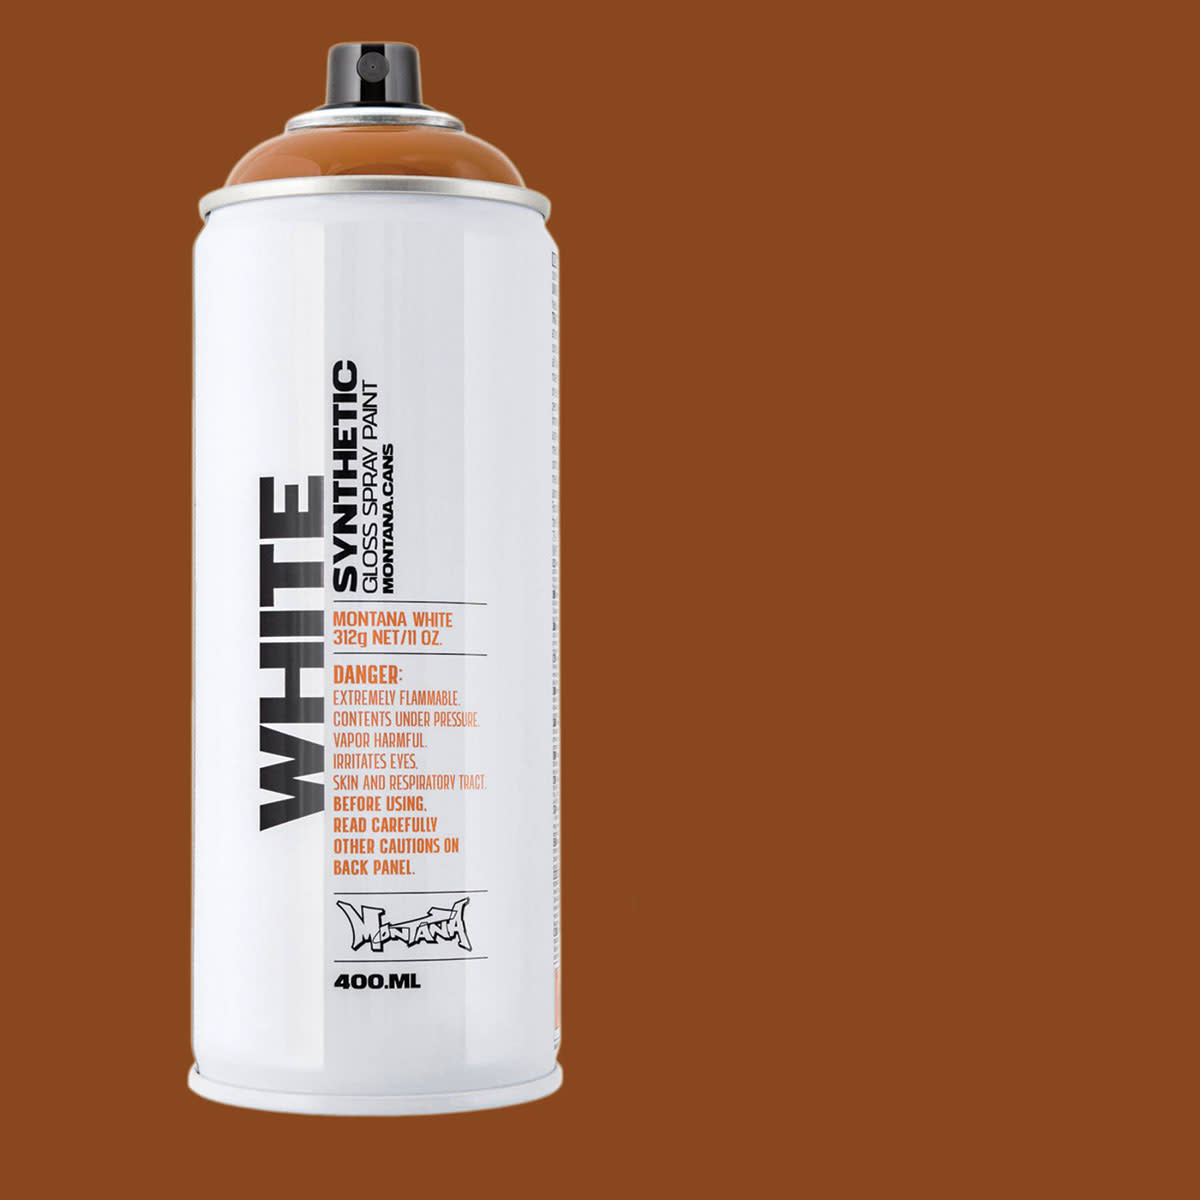 WHITE
SYNTHETIC
GLOSS SPRAY PAINT
MONTANA.CANS
MONTANA WHITE
312g NET/11 OZ.
DANGER:
EXTREMELY FLAMMABLE.
CONTENTS UNDER PRESSURE.
VAPOR HARMFUL.
IRRITATES EYES,
SKIN AND RESPIRATORY TRACT.
BEFORE USING,
READ CAREFULLY
OTHER CAUTIONS ON
BACK PANEL.
MONTANA
400.ML